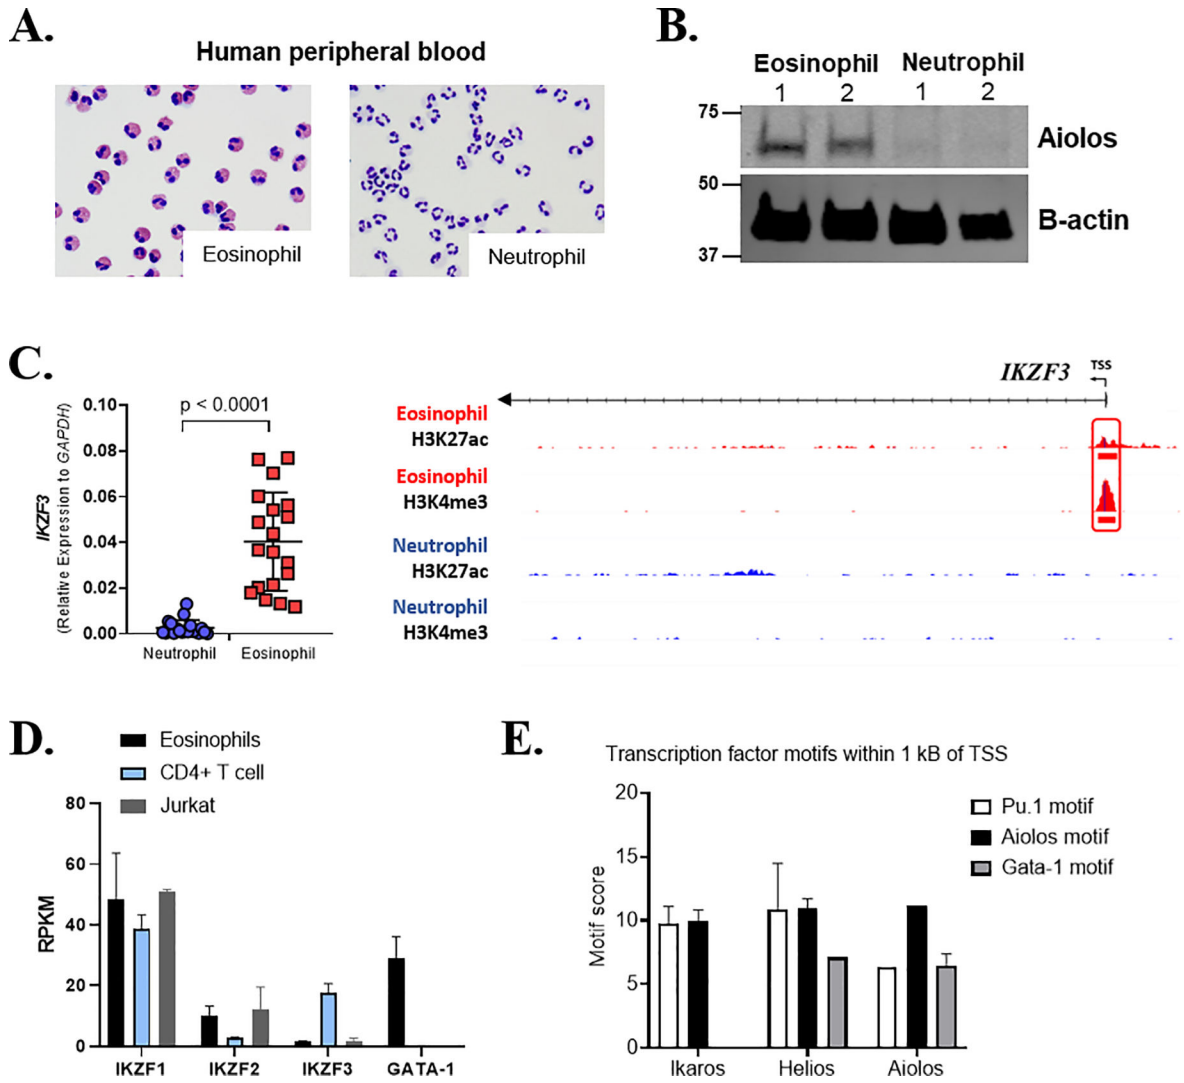 A.
Human peripheral blood
Eosinophil
Neutrophil
B.
Eosinophil Neutrophil
1 2 1 2
75
Aiolos
50
B-actin
37
C.
IKZF3
(Relative Expression to GAPDH)
0.10
0.08
0.06
0.04
0.02
0.00
p < 0.0001
Neutrophil Eosinophil
IKZF3 TSS
Eosinophil
H3K27ac
Eosinophil
H3K4me3
Neutrophil
H3K27ac
Neutrophil
H3K4me3
D.
Eosinophils
CD4+ T cell
Jurkat
RPKM
80
60
40
20
0
IKZF1 IKZF2 IKZF3 GATA-1
E.
Transcription factor motifs within 1 kB of TSS
Motif score
20
15
10
5
0
Pu.1 motif
Aiolos motif
Gata-1 motif
Ikaros Helios Aiolos